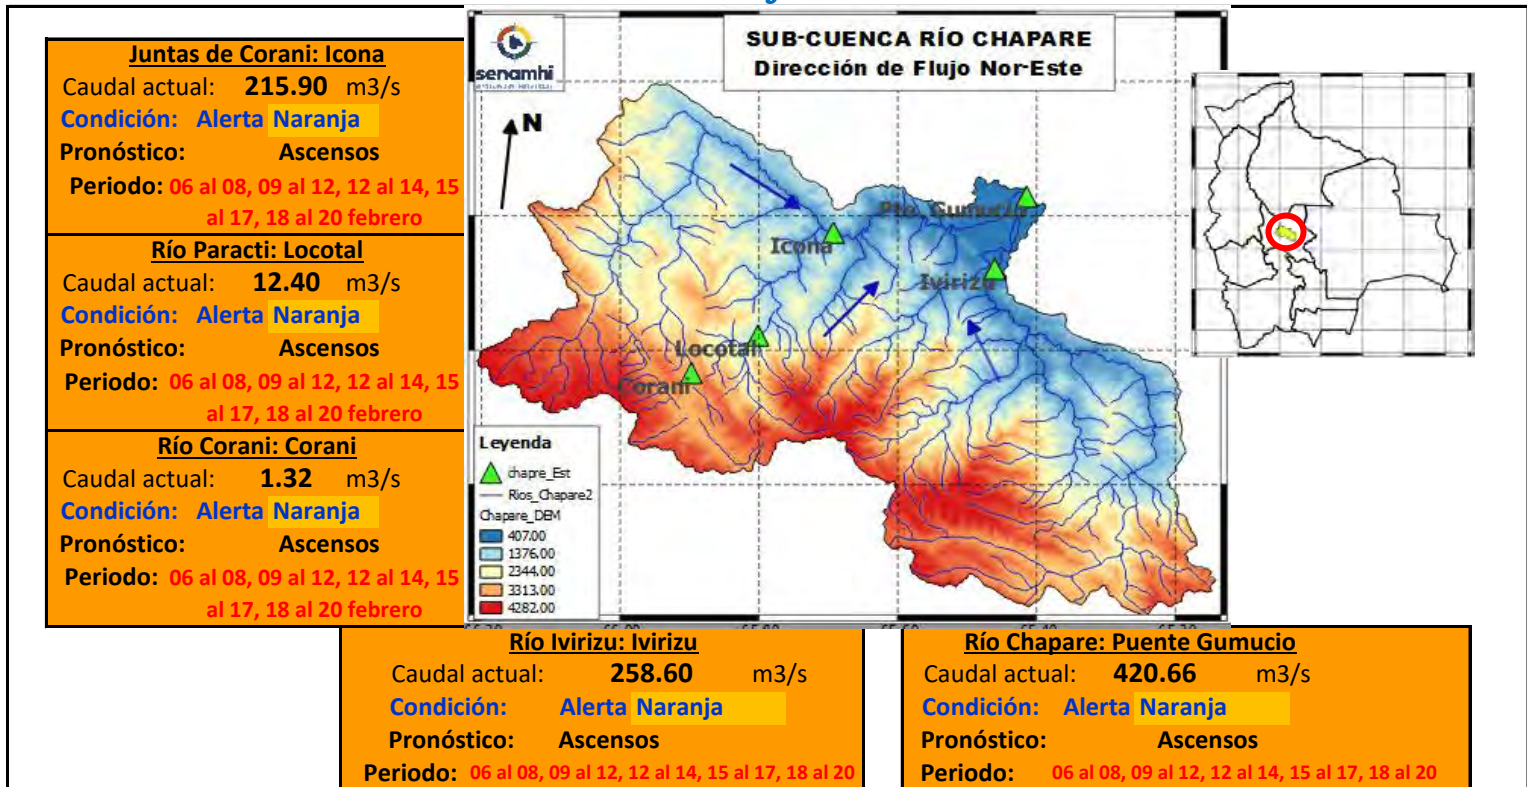 Juntas de Corani: Icona
Caudal actual: 215.90 m3/s
Condición: Alerta Naranja
Pronóstico: Ascensos
Periodo: 06 al 08, 09 al 12, 12 al 14, 15
al 17, 18 al 20 febrero
Río Paracti: Locotal
Caudal actual: 12.40 m3/s
Condición: Alerta Naranja
Pronóstico: Ascensos
Periodo: 06 al 08, 09 al 12, 12 al 14, 15
al 17, 18 al 20 febrero
Río Corani: Corani
Caudal actual: 1.32 m3/s
Condición: Alerta Naranja
Pronóstico: Ascensos
Periodo: 06 al 08, 09 al 12, 12 al 14, 15
al 17, 18 al 20 febrero
senamhi
SUB-CUENCA RÍO CHAPARE
Dirección de Flujo Nor-Este
N
Pto. Gumucio
Icona
Ivirizu
Locotal
Corani
Leyenda
chapre_Est
Rios_Chapare2
Chapare_DEM
407.00
1376.00
2344.00
3313.00
4282.00
Río Ivirizu: Ivirizu
Caudal actual: 258.60 m3/s
Condición: Alerta Naranja
Pronóstico: Ascensos
Periodo: 06 al 08, 09 al 12, 12 al 14, 15 al 17, 18 al 20
Río Chapare: Puente Gumucio
Caudal actual: 420.66 m3/s
Condición: Alerta Naranja
Pronóstico: Ascensos
Periodo: 06 al 08, 09 al 12, 12 al 14, 15 al 17, 18 al 20